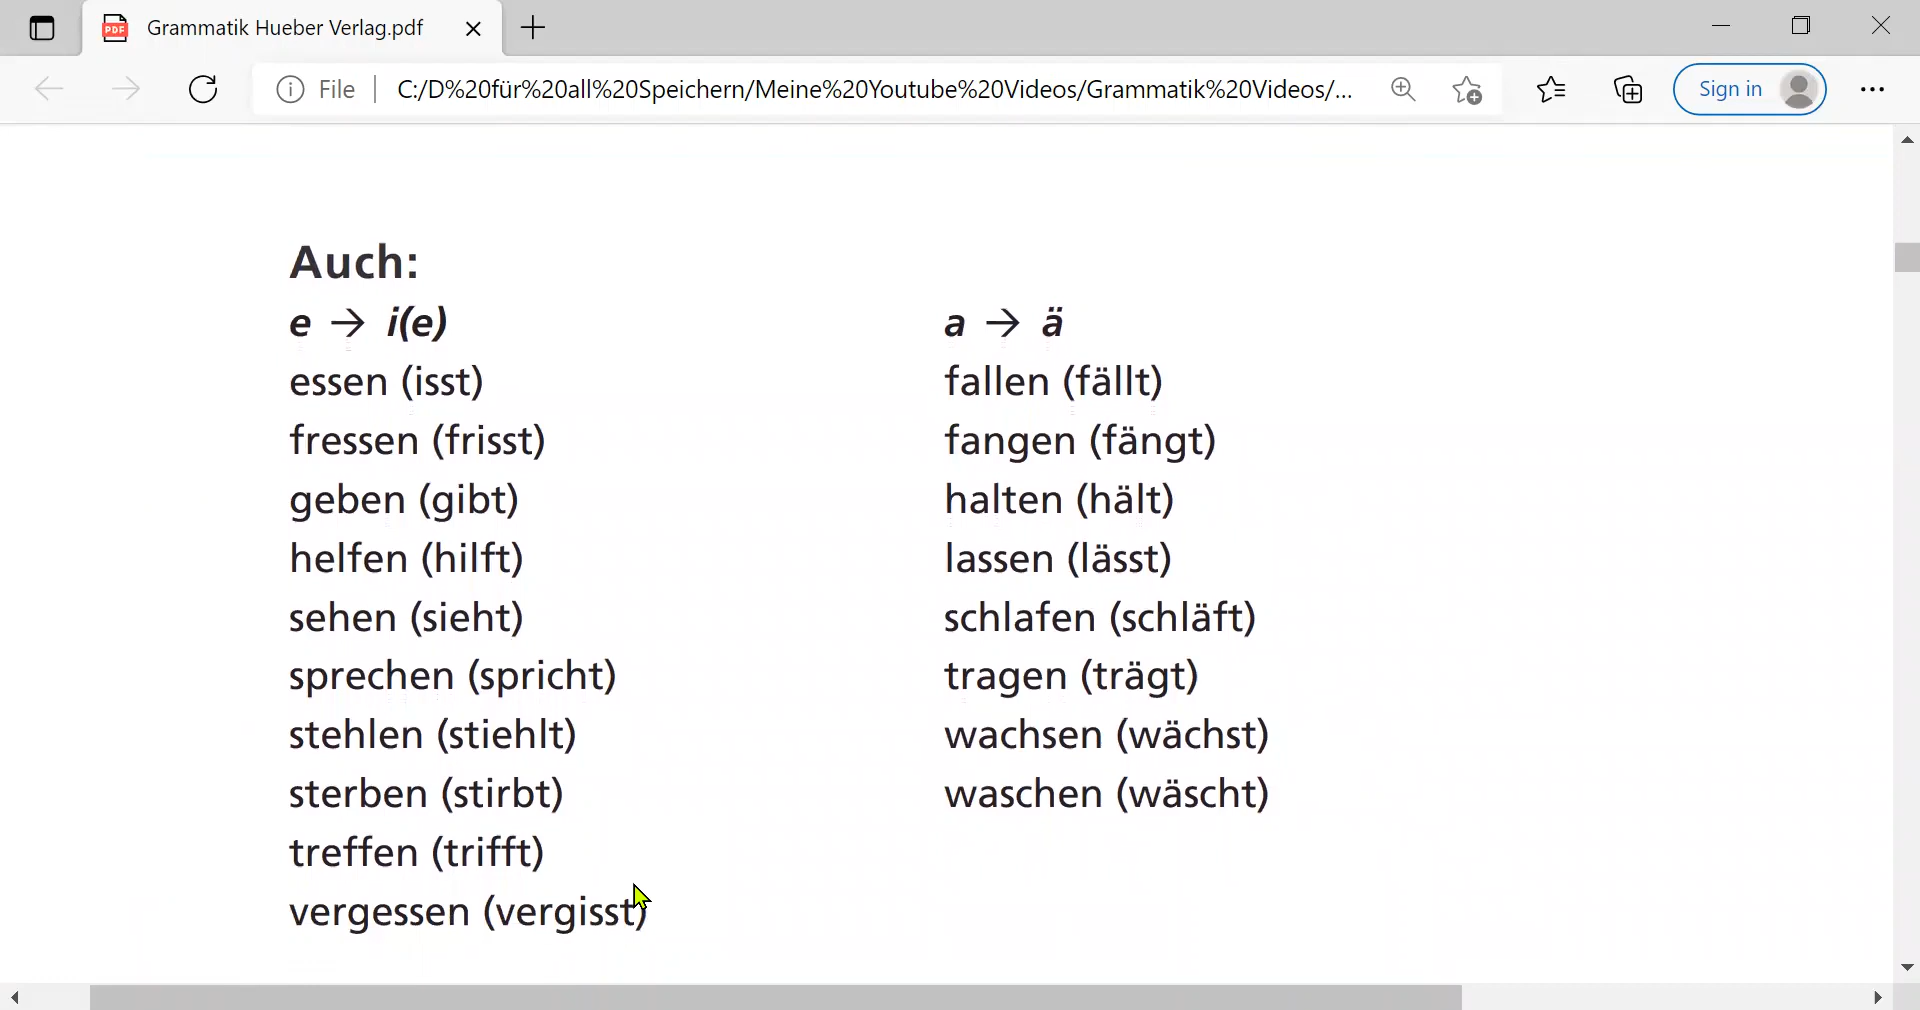 Grammatik Hueber Verlag.pdf
File C:/D%20für%20all%20Speichern/Meine%20Youtube%20Videos/Grammatik%20Videos/... Sign in
Auch:
e → i(e)
essen (isst)
fressen (frisst)
geben (gibt)
helfen (hilft)
sehen (sieht)
sprechen (spricht)
stehlen (stiehlt)
sterben (stirbt)
treffen (trifft)
vergessen (vergisst)
a → ä
fallen (fällt)
fangen (fängt)
halten (hält)
lassen (lässt)
schlafen (schläft)
tragen (trägt)
wachsen (wächst)
waschen (wäscht)